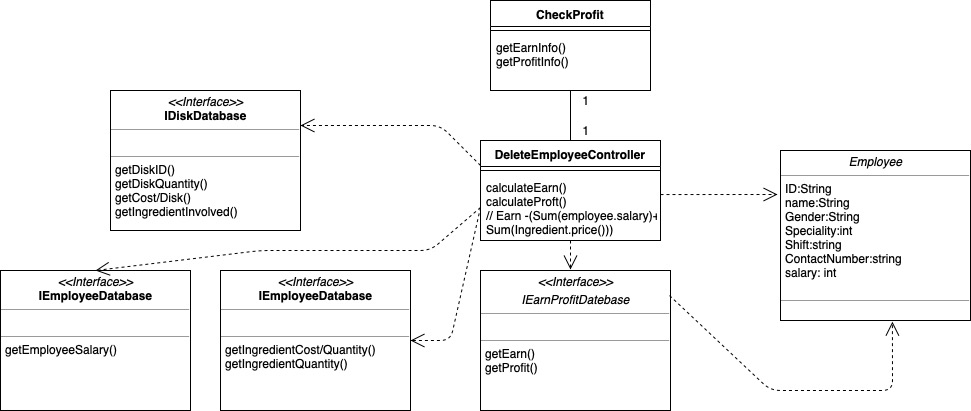 CheckProfit
getEarnInfo()
getProfitInfo()
1
1
<<Interface>>
IDiskDatabase
getDiskID()
getDiskQuantity()
getCost/Disk()
getIngredientInvolved()
DeleteEmployeeController
calculateEarn()
calculateProft()
// Earn -(Sum(employee.salary)+
Sum(Ingredient.price()))
Employee
ID:String
name:String
Gender:String
Speciality:int
Shift:string
ContactNumber:string
salary: int
<<Interface>>
IEmployeeDatabase
getEmployeeSalary()
<<Interface>>
IEmployeeDatabase
getIngredientCost/Quantity()
getIngredientQuantity()
<<Interface>>
IEarnProfitDatebase
getEarn()
getProfit()